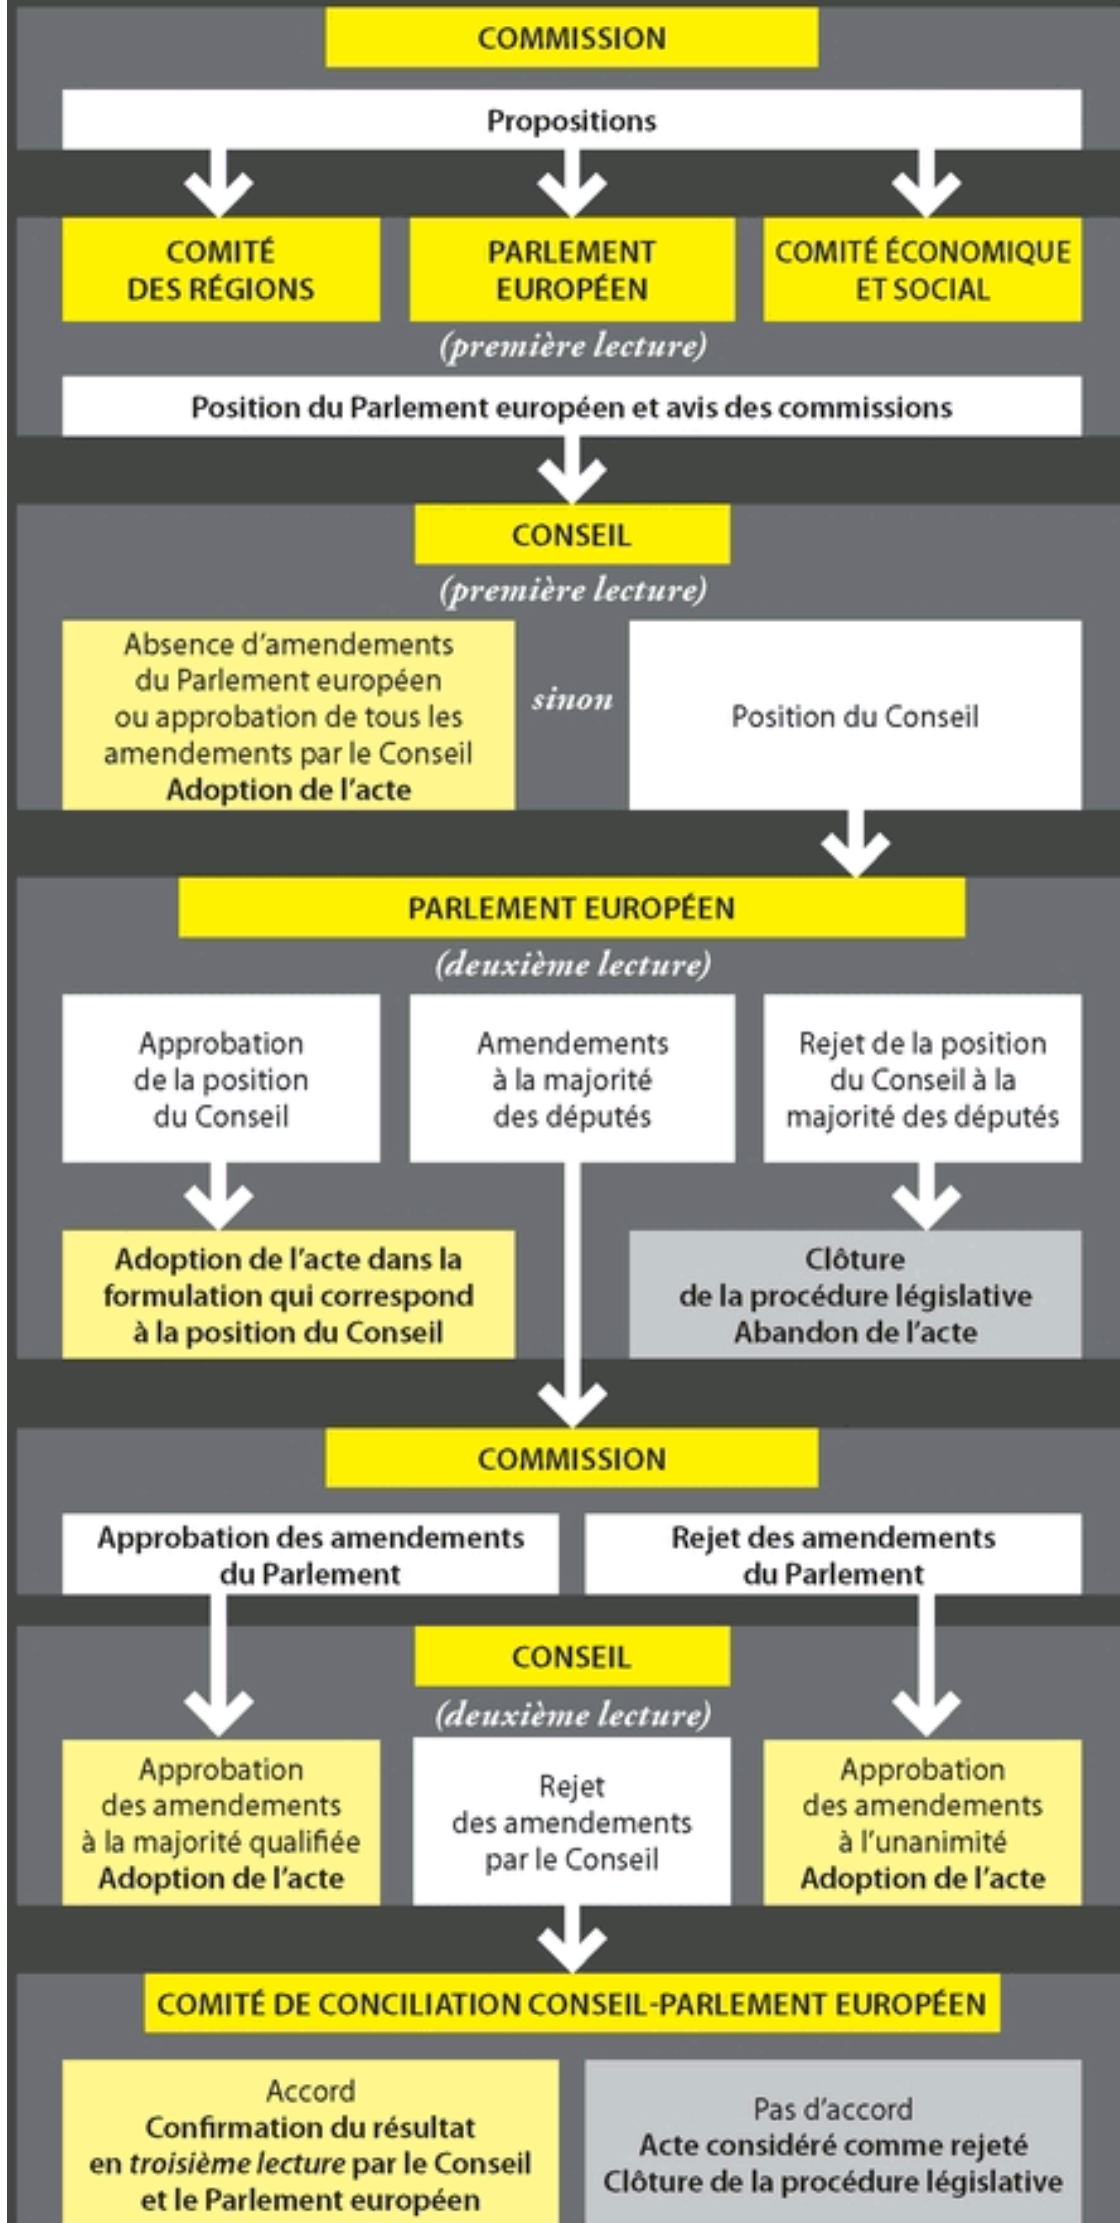 COMMISSION
Propositions
COMITÉ
DES RÉGIONS
PARLEMENT
EUROPÉEN
COMITÉ ÉCONOMIQUE
ET SOCIAL
(première lecture)
Position du Parlement européen et avis des commissions
CONSEIL
(première lecture)
Absence d'amendements
du Parlement européen
ou approbation de tous les
amendements par le Conseil
Adoption de l'acte
sinon
Position du Conseil
PARLEMENT EUROPÉEN
(deuxième lecture)
Approbation
de la position
du Conseil
Amendements
à la majorité
des députés
Rejet de la position
du Conseil à la
majorité des députés
Adoption de l'acte dans la
formulation qui correspond
à la position du Conseil
Clôture
de la procédure législative
Abandon de l'acte
COMMISSION
Approbation des amendements
du Parlement
Rejet des amendements
du Parlement
CONSEIL
(deuxième lecture)
Approbation
des amendements
à la majorité qualifiée
Adoption de l'acte
Rejet
des amendements
par le Conseil
Approbation
des amendements
à l'unanimité
Adoption de l'acte
COMITÉ DE CONCILIATION CONSEIL-PARLEMENT EUROPÉEN
Accord
Confirmation du résultat
en troisième lecture par le Conseil
et le Parlement européen
Pas d'accord
Acte considéré comme rejeté
Clôture de la procédure législative